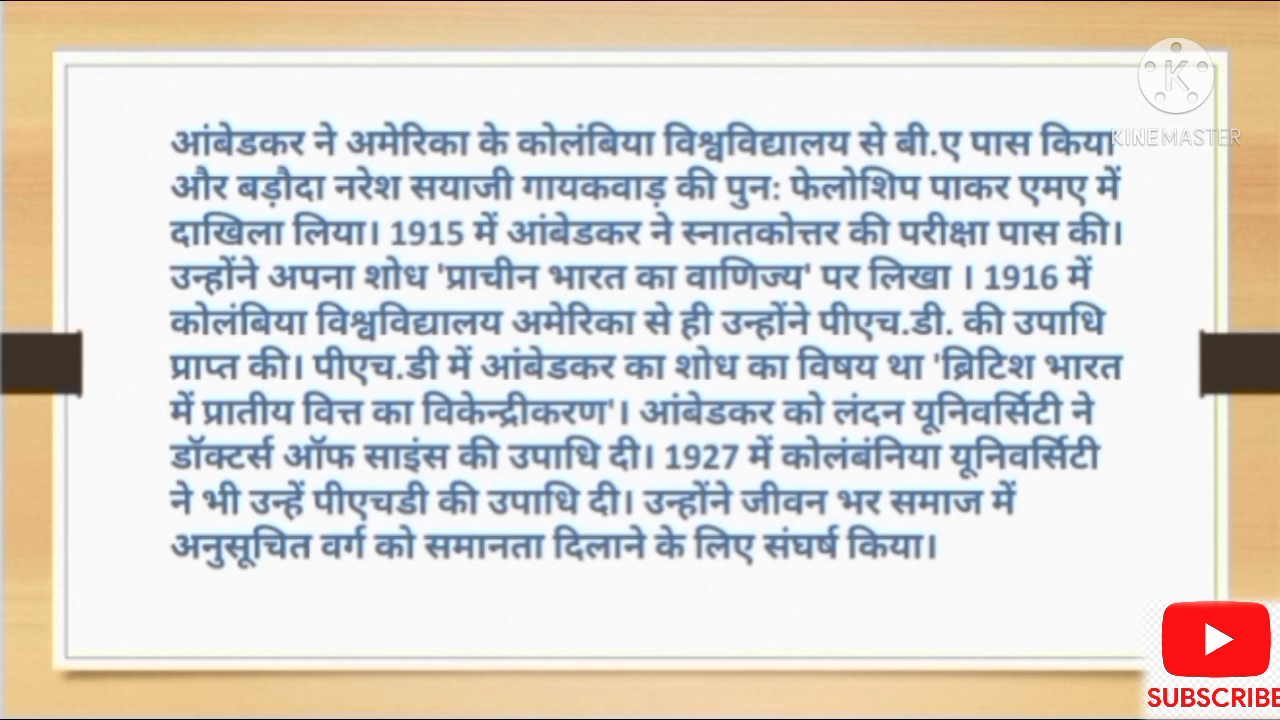 आंबेडकर ने अमेरिका के कोलंबिया विश्वविद्यालय से बी.ए पास किया
और बड़ौदा नरेश सयाजी गायकवाड़ की पुन: फेलोशिप पाकर एमए में
दाखिला लिया। 1915 में आंबेडकर ने स्नातकोत्तर की परीक्षा पास की।
उन्होंने अपना शोध 'प्राचीन भारत का वाणिज्य' पर लिखा । 1916 में
कोलंबिया विश्वविद्यालय अमेरिका से ही उन्होंने पीएच.डी. की उपाधि
प्राप्त की। पीएच.डी में आंबेडकर का शोध का विषय था 'ब्रिटिश भारत
में प्रातीय वित्त का विकेन्द्रीकरण'। आंबेडकर को लंदन यूनिवर्सिटी ने
डॉक्टर्स ऑफ साइंस की उपाधि दी। 1927 में कोलंबंनिया यूनिवर्सिटी
ने भी उन्हें पीएचडी की उपाधि दी। उन्होंने जीवन भर समाज में
अनुसूचित वर्ग को समानता दिलाने के लिए संघर्ष किया।
K
KINEMASTER
SUBSCRIBE